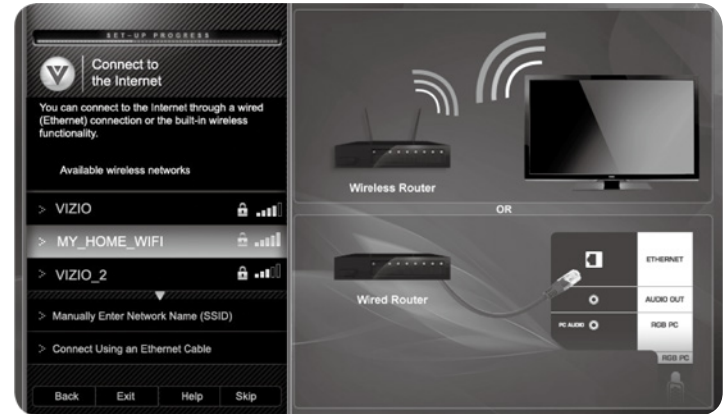 SET-UP PROGRESS
V
Connect to
the Internet
You can connect to the Internet through a wired
(Ethernet) connection or the built-in wireless
functionality.
Available wireless networks
> VIZIO
> MY_HOME_WIFI
> VIZIO_2
> Manually Enter Network Name (SSID)
> Connect Using an Ethernet Cable
Back Exit Help Skip
Wireless Router
OR
Wired Router
ETHERNET
AUDIO OUT
PC AUDIO RGB PC
RGB PC